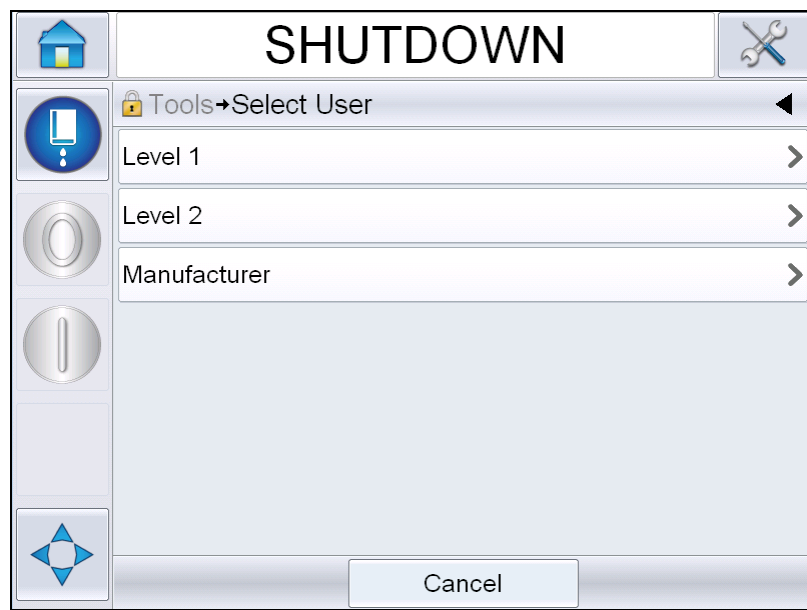 SHUTDOWN
Tools→Select User
Level 1
Level 2
Manufacturer
Cancel